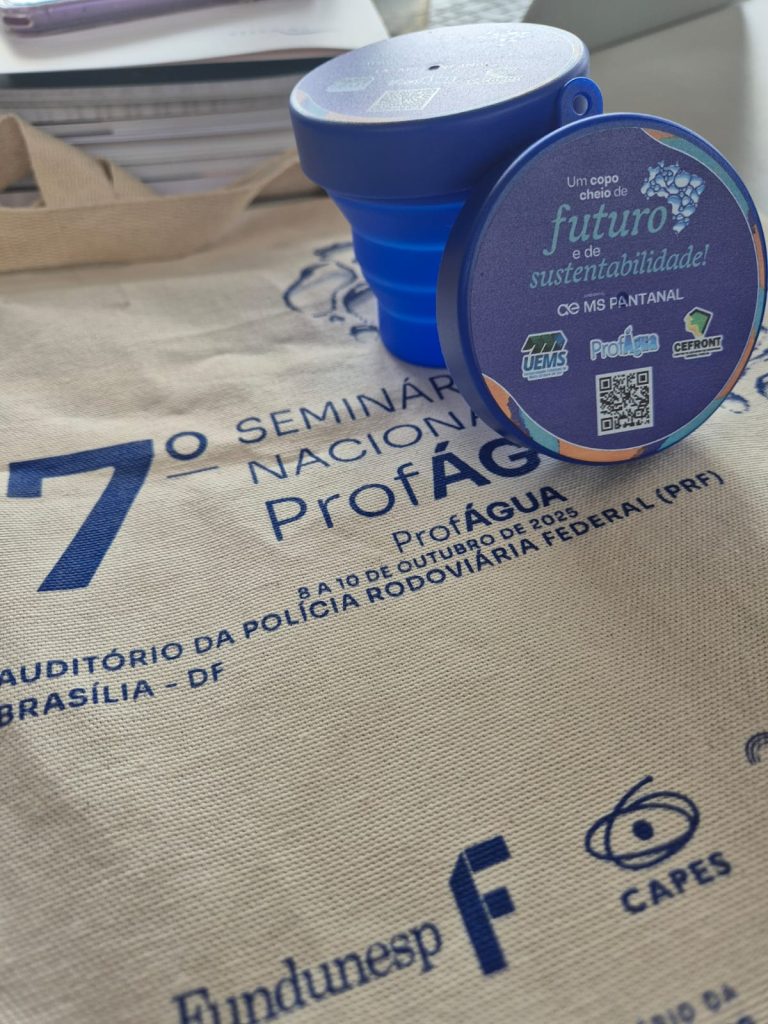 Um copo
cheio de
futuro
e de
sustentabilidade!
ae MS PANTANAL
UEMS
ProfÁgua
CEFRONT
7º
SEMINÁR
NACIONA
ProfÁG
ProfÁGUA
8 A 10 DE OUTUBRO DE 2025
AUDITÓRIO DA POLÍCIA RODOVIÁRIA FEDERAL (PRF)
BRASÍLIA - DF
Fundunesp
CAPES